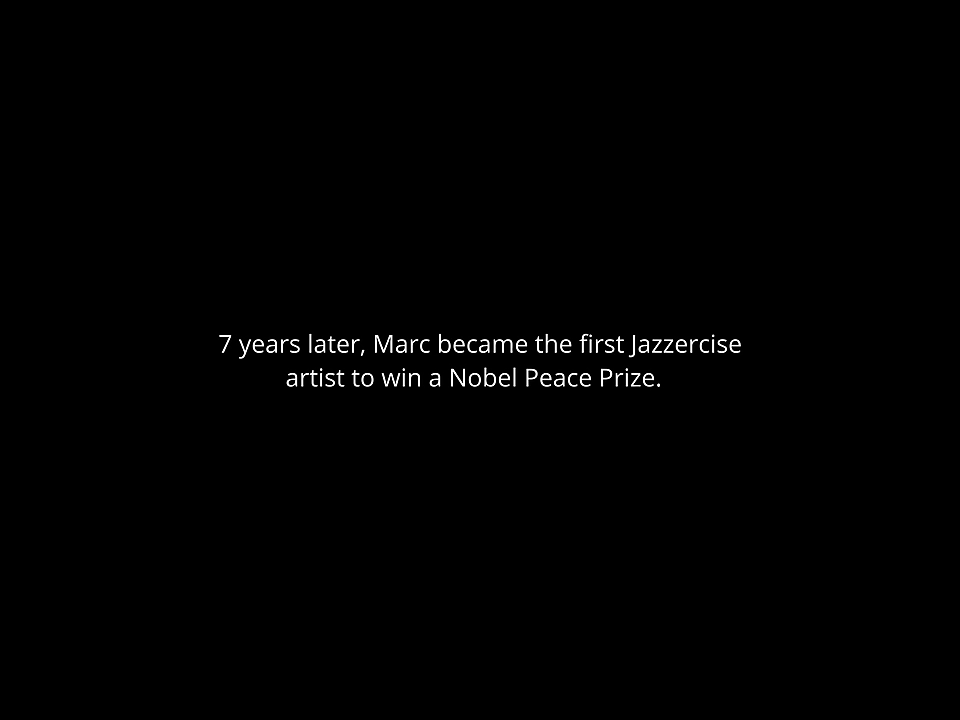 7 years later, Marc became the first Jazzercise
artist to win a Nobel Peace Prize.